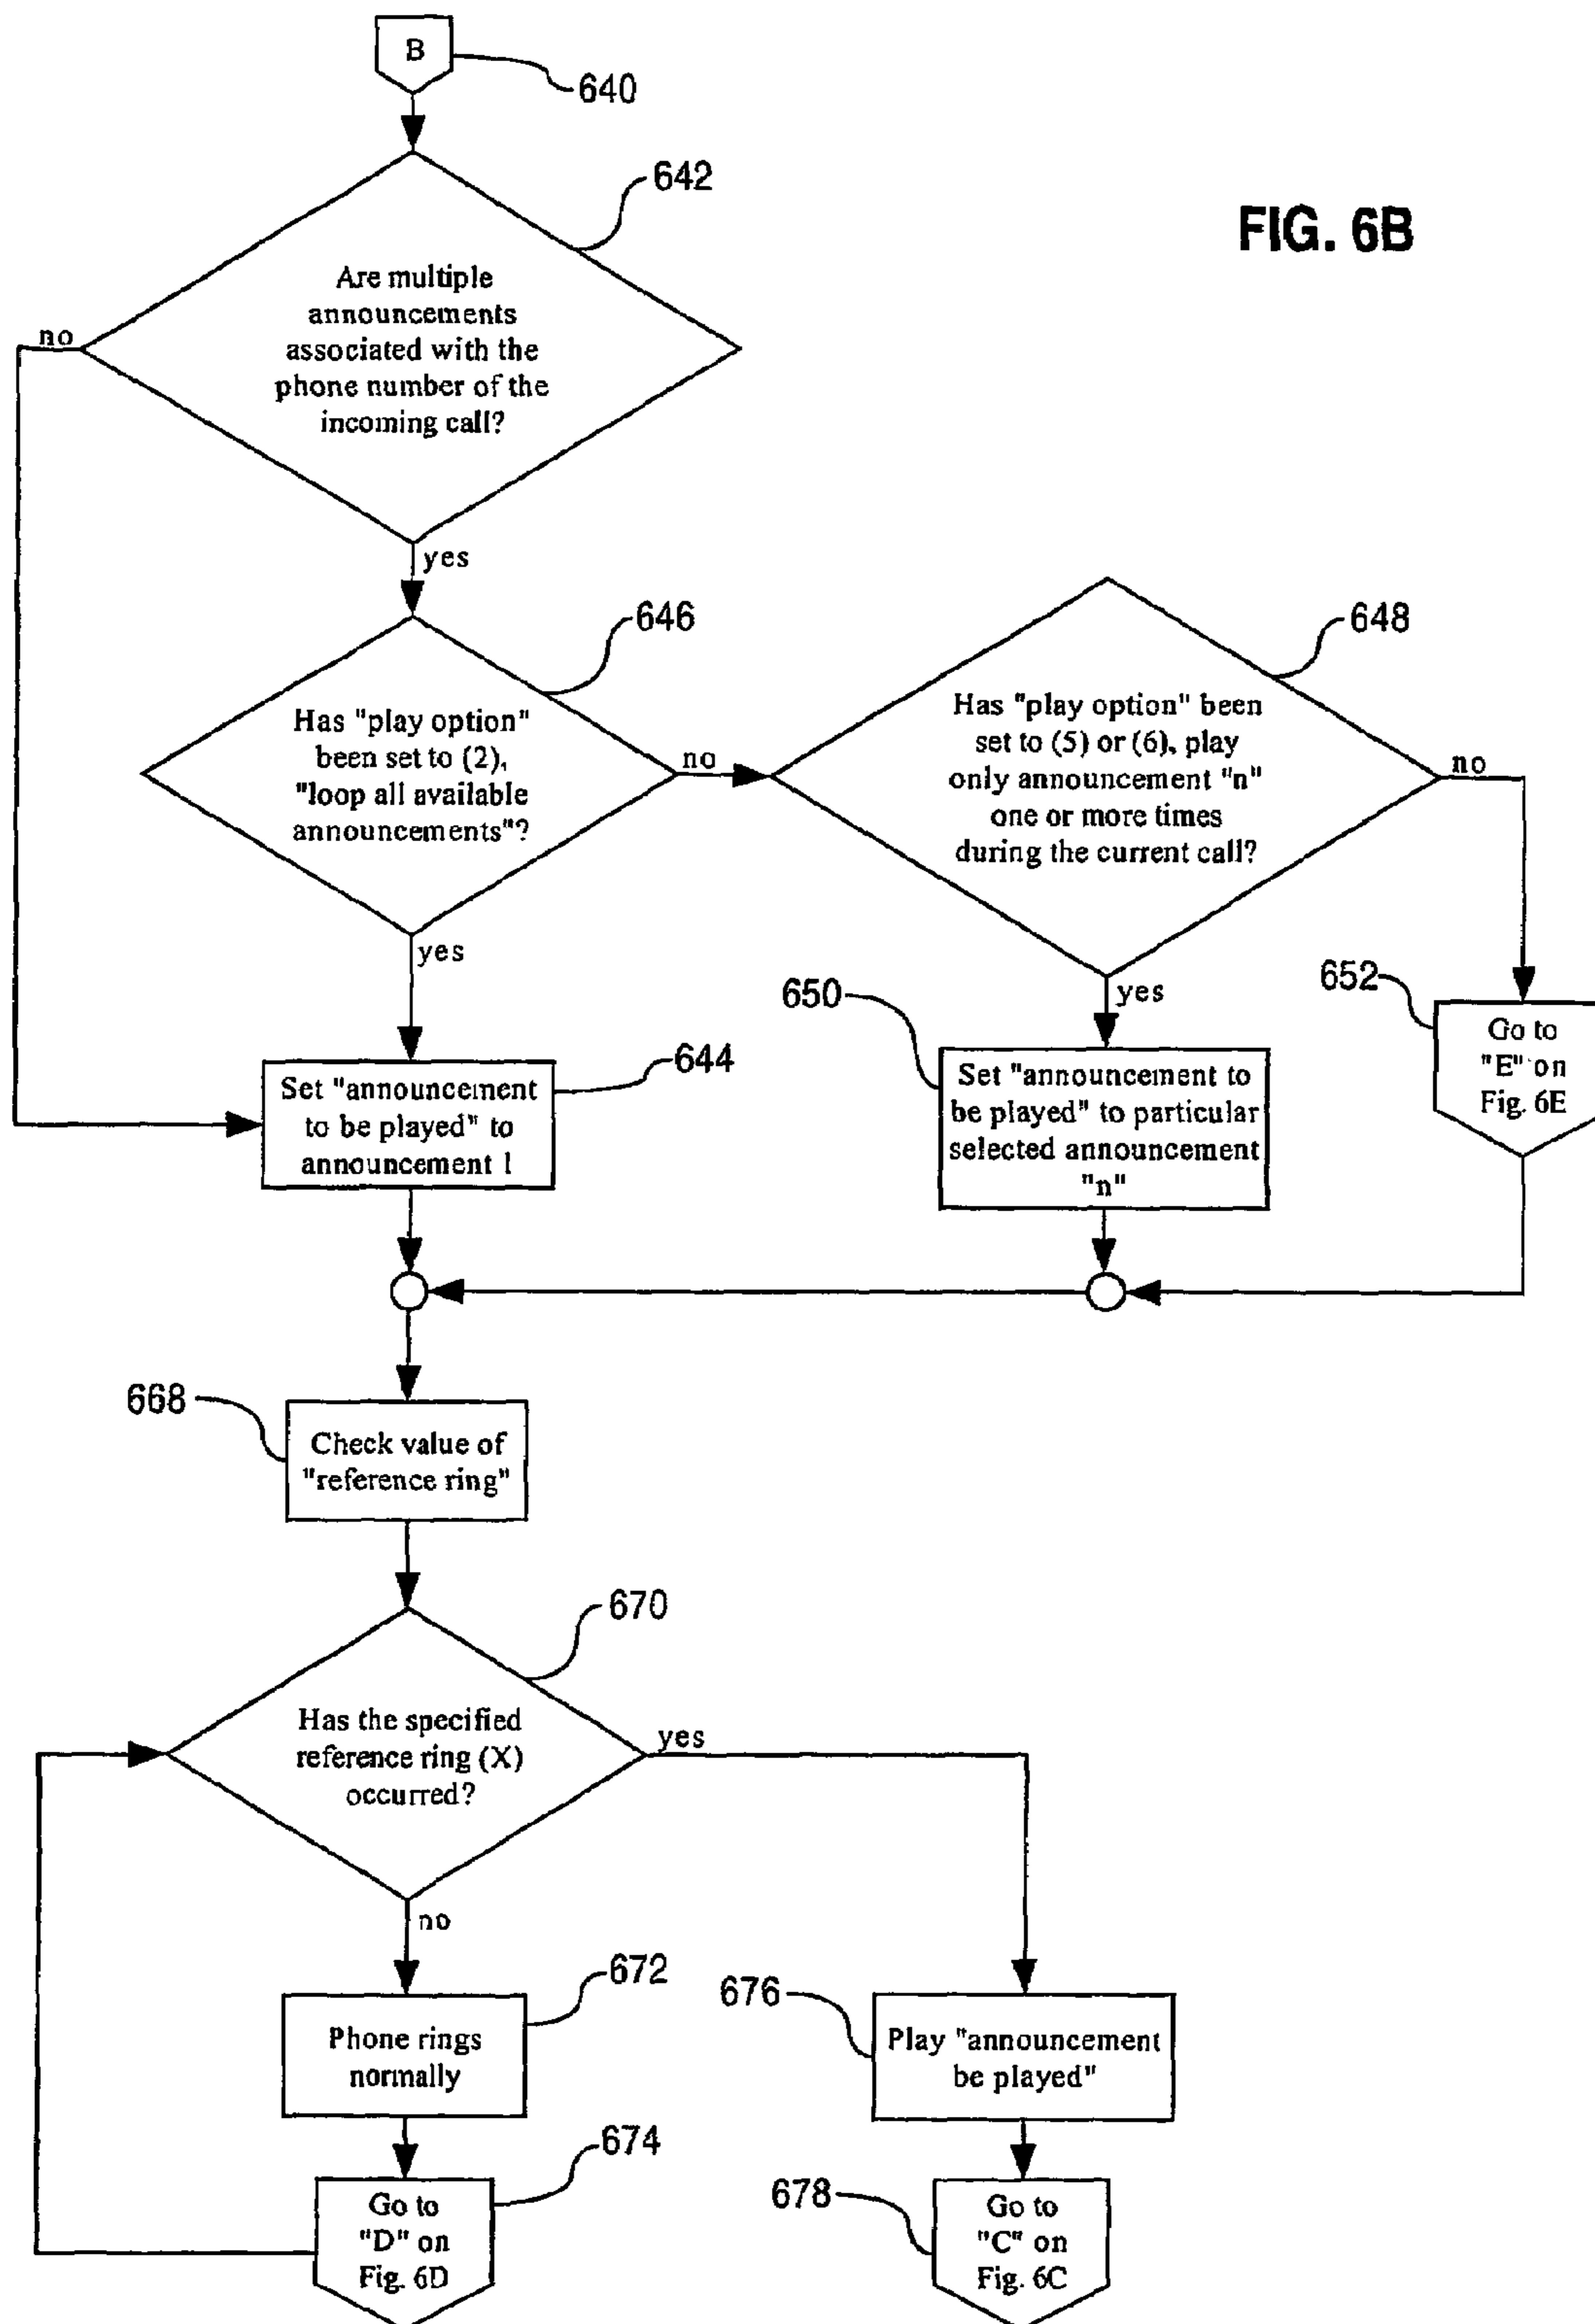 B
640
642
FIG. 6B
Are multiple
announcements
associated with the
phone number of the
incoming call?
no
yes
646
648
Has "play option"
been set to (2),
"loop all available
announcements"?
no
Has "play option" been
set to (5) or (6), play
only announcement "n"
one or more times
during the current call?
no
yes
yes
650
652
644
Set "announcement
to be played" to
announcement 1
Set "announcement to
be played" to particular
selected announcement
"n"
Go to
"E" on
Fig. 6E
668
Check value of
"reference ring"
670
Has the specified
reference ring (X)
occurred?
yes
no
672
Phone rings
normally
676
Play "announcement
be played"
674
Go to
"D" on
Fig. 6D
678
Go to
"C" on
Fig. 6C